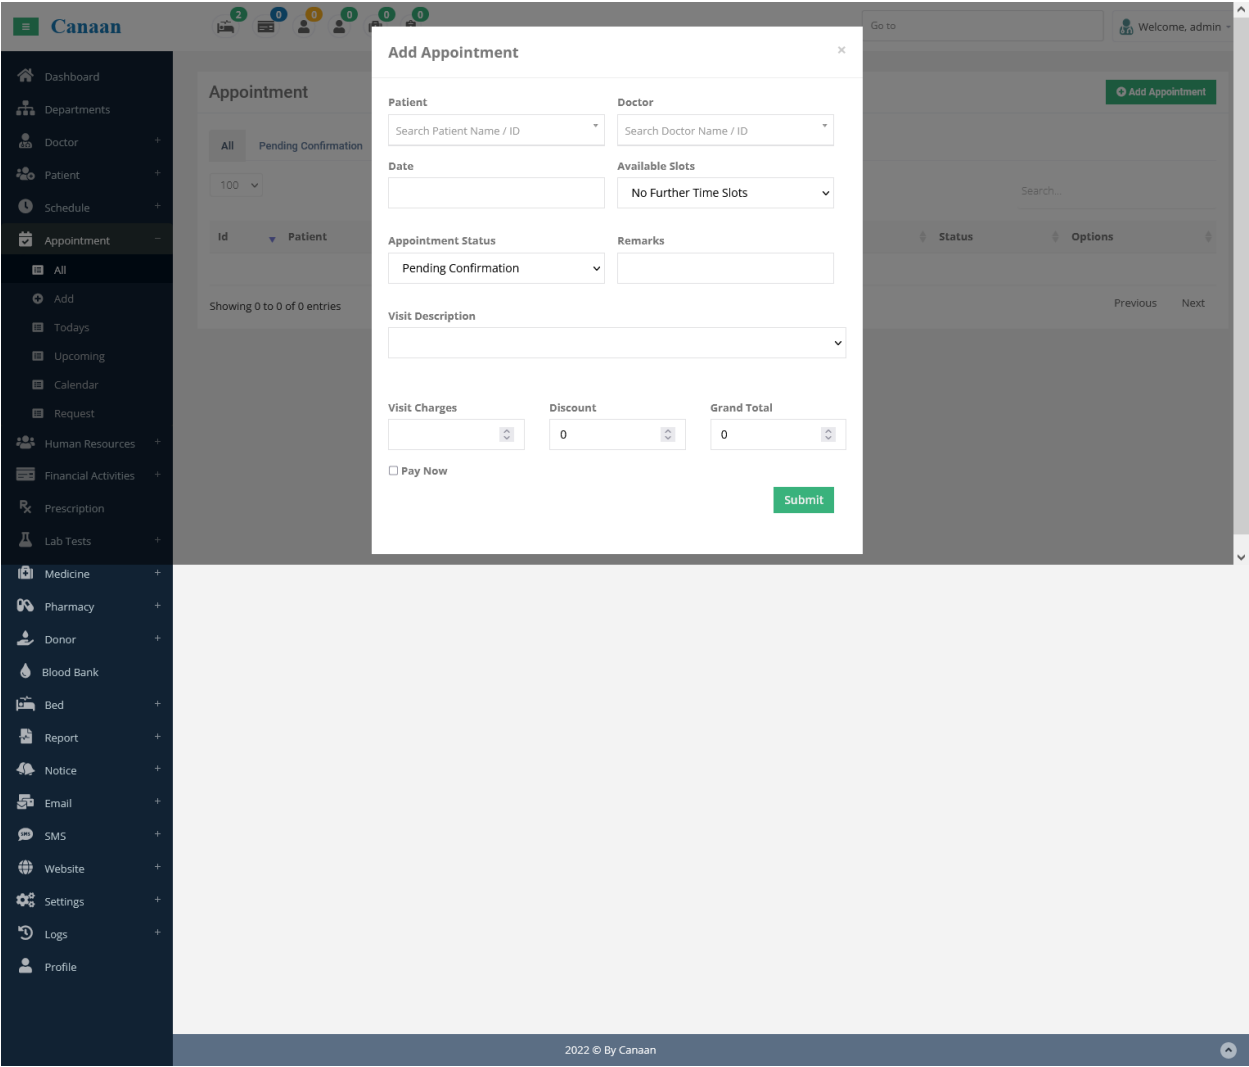 Canaan
2
0
0
0
0
0
Go to
Welcome, admin
Add Appointment
×
Dashboard
Departments
Doctor +
Patient +
Schedule +
Appointment −
All
Add
Todays
Upcoming
Calendar
Request
Human Resources +
Financial Activities +
Prescription
Lab Tests +
Medicine +
Pharmacy +
Donor +
Blood Bank
Bed +
Report +
Notice +
Email +
SMS +
Website +
Settings +
Logs +
Profile
Appointment
Add Appointment
All Pending Confirmation
100
Search...
Id Patient Status Options
Showing 0 to 0 of 0 entries
Previous Next
Patient Doctor
Search Patient Name / ID Search Doctor Name / ID
Date Available Slots
No Further Time Slots
Appointment Status Remarks
Pending Confirmation
Visit Description
Visit Charges Discount Grand Total
0 0
Pay Now
Submit
2022 © By Canaan